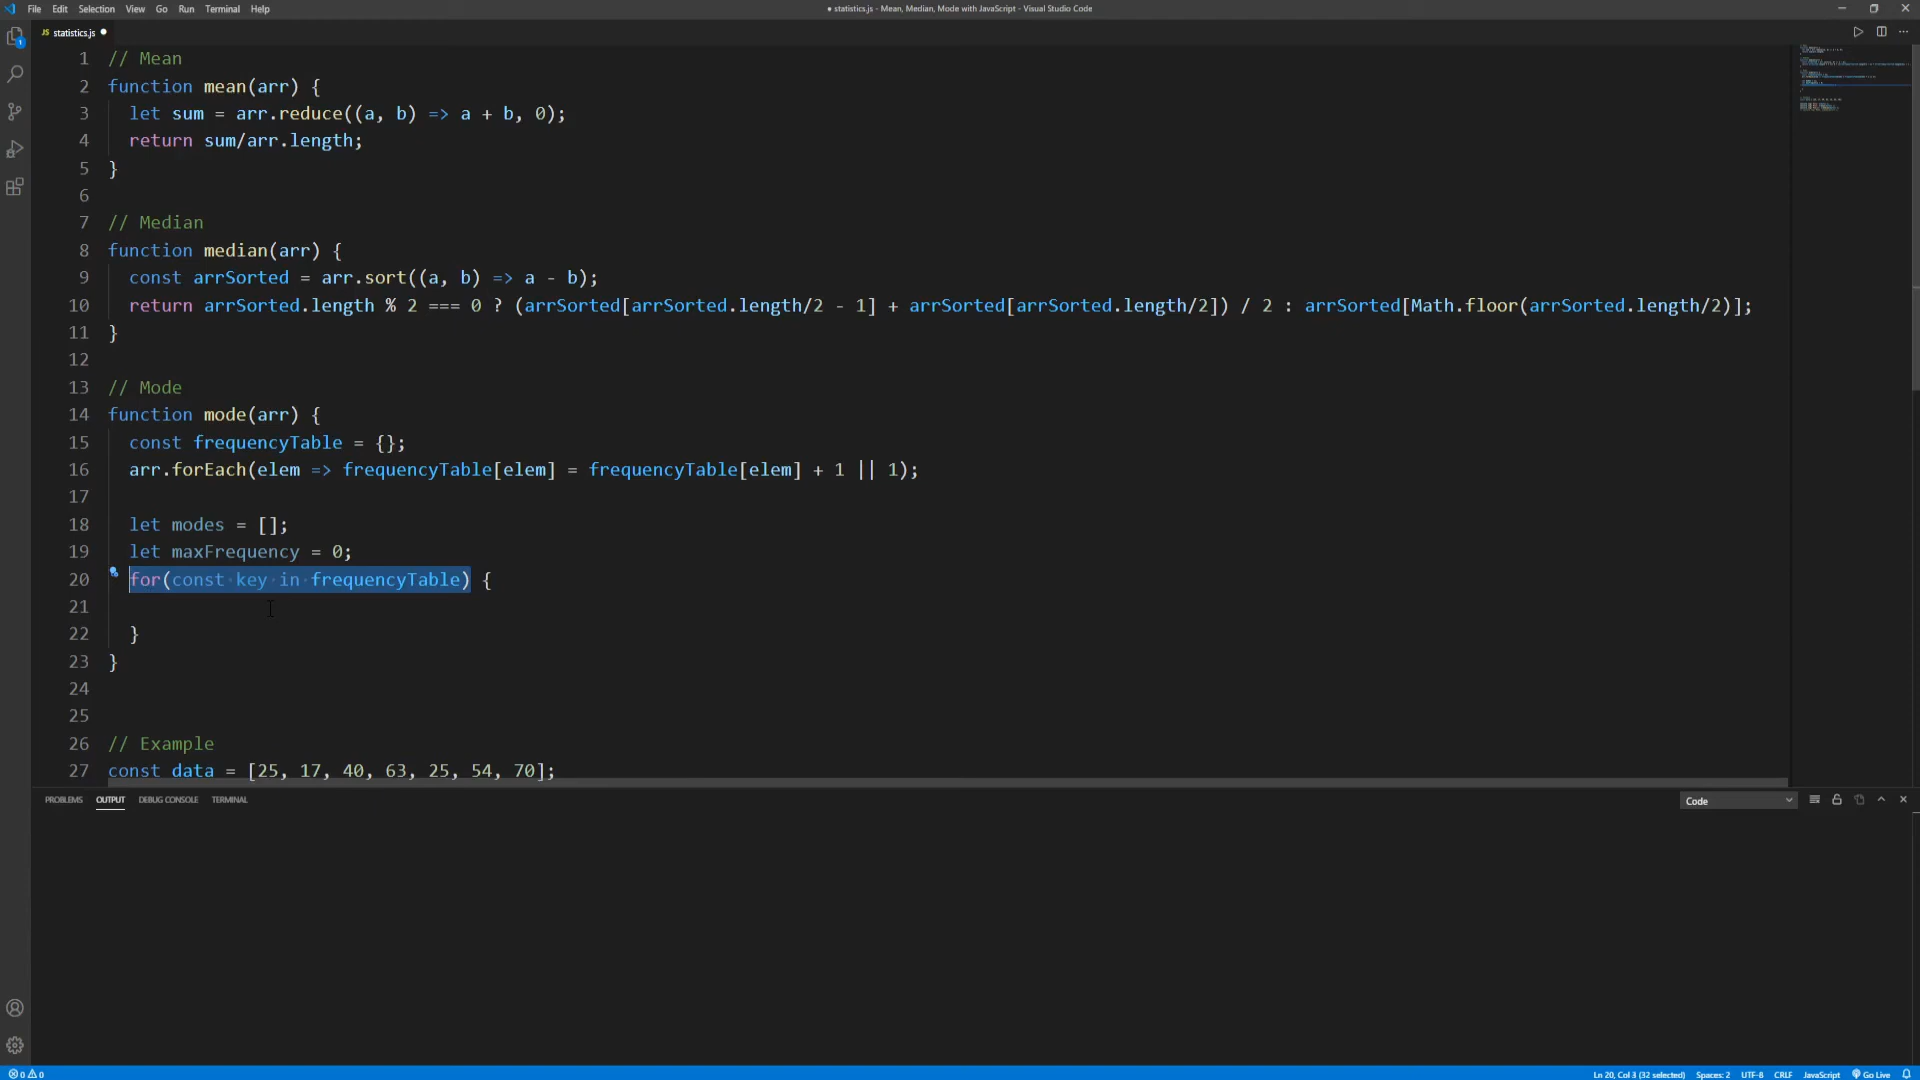 File Edit Selection View Go Run Terminal Help
● statistics.js - Mean, Median, Mode with JavaScript - Visual Studio Code
JS statistics.js
1 // Mean
2 function mean(arr) {
3 let sum = arr.reduce((a, b) => a + b, 0);
4 return sum/arr.length;
5 }
6
7 // Median
8 function median(arr) {
9 const arrSorted = arr.sort((a, b) => a - b);
10 return arrSorted.length % 2 === 0 ? (arrSorted[arrSorted.length/2 - 1] + arrSorted[arrSorted.length/2]) / 2 : arrSorted[Math.floor(arrSorted.length/2)];
11 }
12
13 // Mode
14 function mode(arr) {
15 const frequencyTable = {};
16 arr.forEach(elem => frequencyTable[elem] = frequencyTable[elem] + 1 || 1);
17
18 let modes = [];
19 let maxFrequency = 0;
20 for(const key in frequencyTable) {
21
22 }
23 }
24
25
26 // Example
27 const data = [25, 17, 40, 63, 25, 54, 70];
PROBLEMS OUTPUT DEBUG CONSOLE TERMINAL
Code
0 0
Ln 20, Col 3 (32 selected) Spaces: 2 UTF-8 CRLF JavaScript Go Live